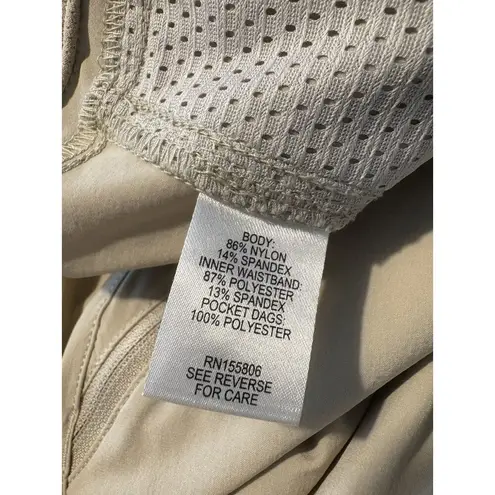 BODY:
86% NYLON
14% SPANDEX
INNER WAISTBAND:
87% POLYESTER
13% SPANDEX
POCKET DAGS:
100% POLYESTER
RN155806
SEE REVERSE
FOR CARE